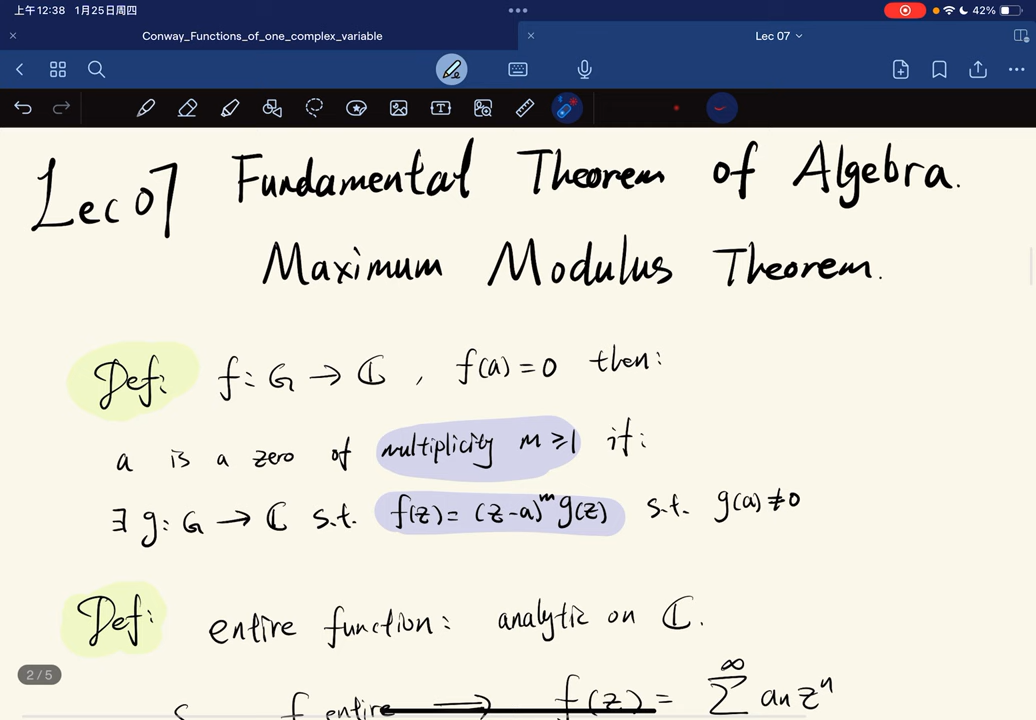 上午12:38 1月25日周四
42%
Conway_Functions_of_one_complex_variable
Lec 07
Lec 07 Fundamental Theorem of Algebra.
Maximum Modulus Theorem.
Def: f: G → ℂ , f(a) = 0 then:
a is a zero of multiplicity m ≥ 1 if:
∃ g: G → ℂ s.t. f(z) = (z-a)^m g(z) s.t. g(a) ≠ 0
Def: entire function: analytic on ℂ.
2/5
So f entire ⟹ f(z) = ∑^∞ an z^n